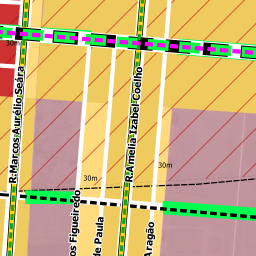 30m
R.Marcos Aurélio Seára
R.Amélia Izabel Coelho
30m
30m
os Figueiredo
de Paula
Aragão